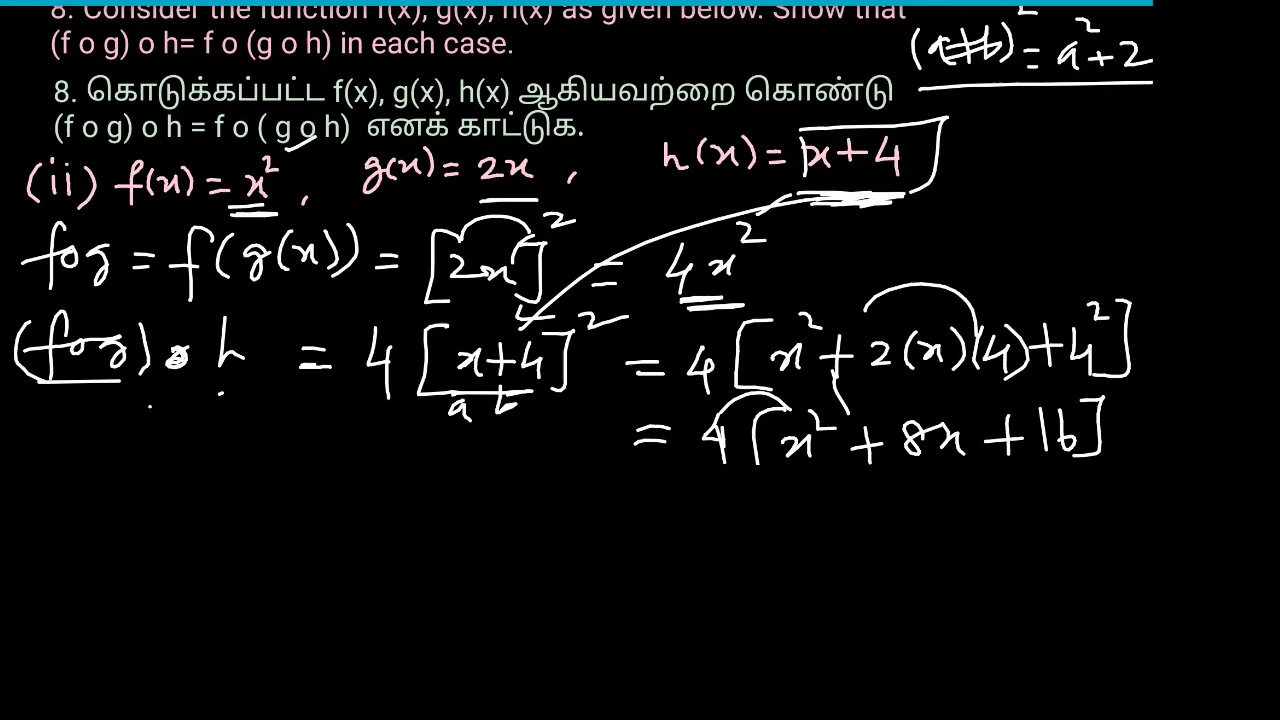 8. Consider the function f(x), g(x), h(x) as given below. Show that
(f o g) o h= f o (g o h) in each case.
(a+b)² = a²+2
8. கொடுக்கப்பட்ட f(x), g(x), h(x) ஆகியவற்றை கொண்டு
(f o g) o h = f o ( g o h) எனக் காட்டுக.
(ii) f(x) = x², g(x) = 2x, h(x) = x+4
fog = f(g(x)) = [2x]² = 4x²
(fog) o h = 4[x+4]² = 4[x² + 2(x)(4) + 4²]
a b
= 4[x² + 8x + 16]